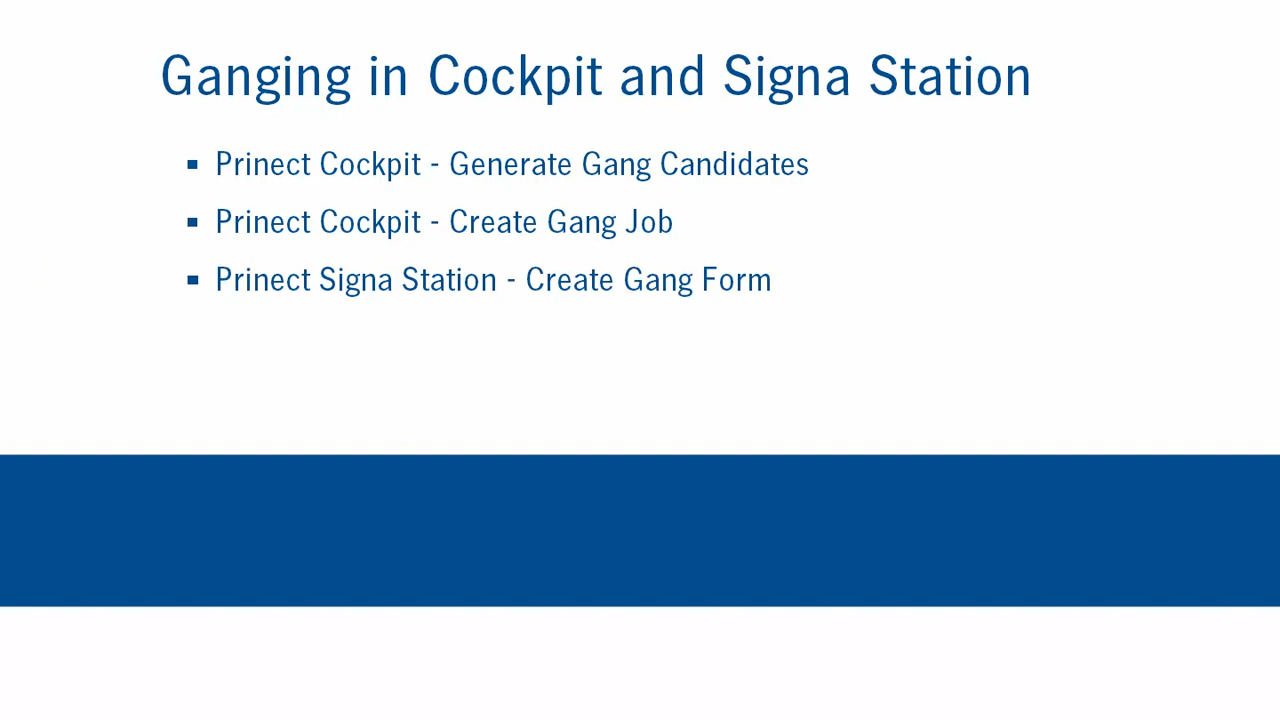 Ganging in Cockpit and Signa Station
▪ Prinect Cockpit - Generate Gang Candidates
▪ Prinect Cockpit - Create Gang Job
▪ Prinect Signa Station - Create Gang Form